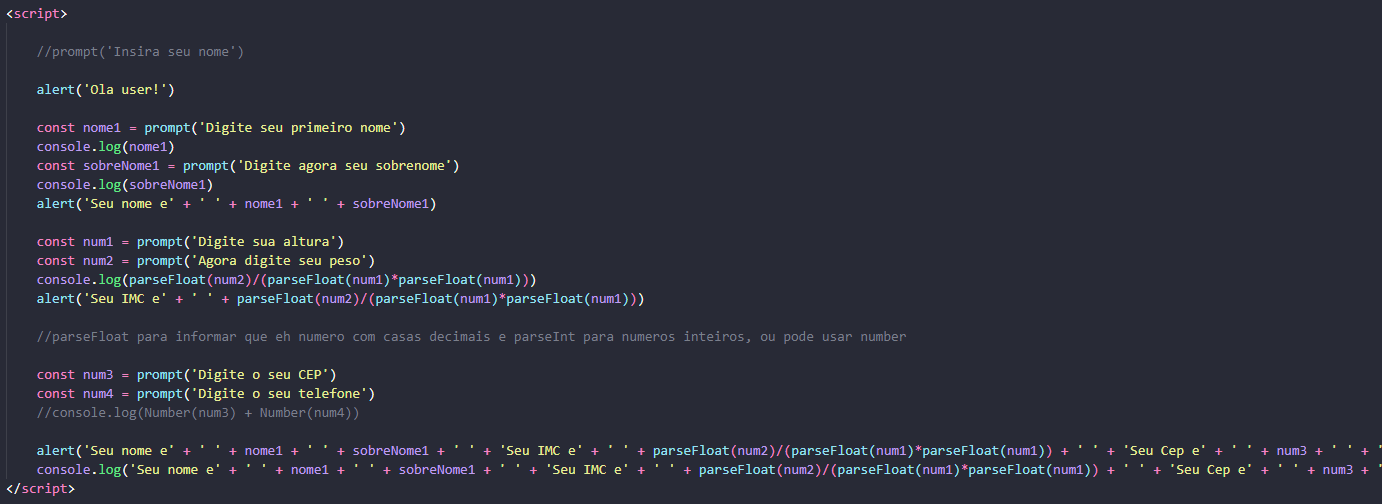 <script>
//prompt('Insira seu nome')
alert('Ola user!')
const nome1 = prompt('Digite seu primeiro nome')
console.log(nome1)
const sobreNome1 = prompt('Digite agora seu sobrenome')
console.log(sobreNome1)
alert('Seu nome e' + ' ' + nome1 + ' ' + sobreNome1)
const num1 = prompt('Digite sua altura')
const num2 = prompt('Agora digite seu peso')
console.log(parseFloat(num2)/(parseFloat(num1)*parseFloat(num1)))
alert('Seu IMC e' + ' ' + parseFloat(num2)/(parseFloat(num1)*parseFloat(num1)))
//parseFloat para informar que eh numero com casas decimais e parseInt para numeros inteiros, ou pode usar number
const num3 = prompt('Digite o seu CEP')
const num4 = prompt('Digite o seu telefone')
//console.log(Number(num3) + Number(num4))
alert('Seu nome e' + ' ' + nome1 + ' ' + sobreNome1 + ' ' + 'Seu IMC e' + ' ' + parseFloat(num2)/(parseFloat(num1)*parseFloat(num1)) + ' ' + 'Seu Cep e' + ' ' + num3 + ' ' + '
console.log('Seu nome e' + ' ' + nome1 + ' ' + sobreNome1 + ' ' + 'Seu IMC e' + ' ' + parseFloat(num2)/(parseFloat(num1)*parseFloat(num1)) + ' ' + 'Seu Cep e' + ' ' + num3 + '
</script>